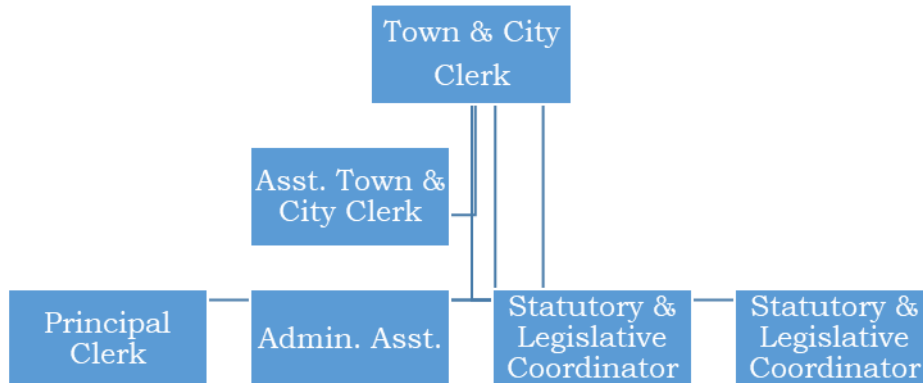 Town & City
Clerk
Asst. Town &
City Clerk
Principal
Clerk
Admin. Asst.
Statutory &
Legislative
Coordinator
Statutory &
Legislative
Coordinator